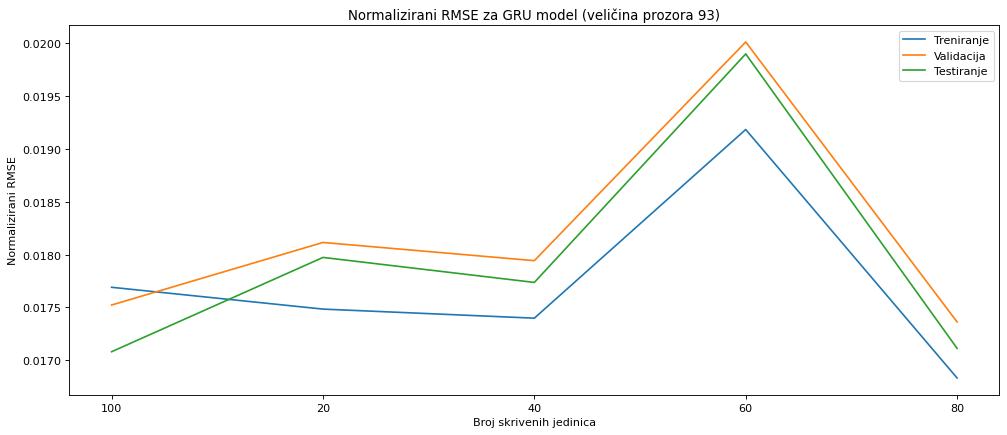 Normalizirani RMSE za GRU model (veličina prozora 93)
Treniranje
Validacija
Testiranje
Normalizirani RMSE
0.0200
0.0195
0.0190
0.0185
0.0180
0.0175
0.0170
100 20 40 60 80
Broj skrivenih jedinica